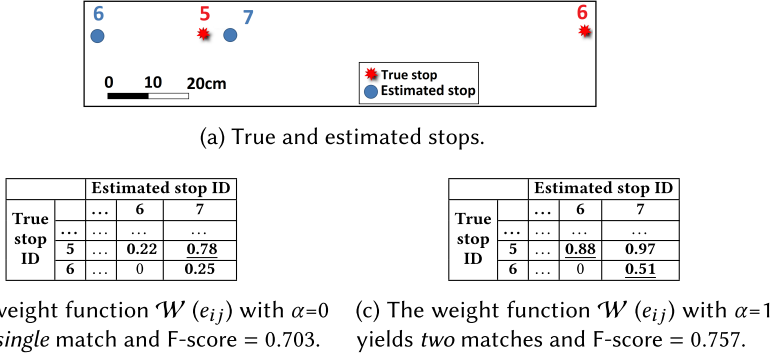 6 5 7 6
0 10 20cm
True stop
Estimated stop
(a) True and estimated stops.
Estimated stop ID
True stop ID
... 6 7
... ... ... ...
5 ... 0.22 0.78
6 ... 0 0.25
Estimated stop ID
True stop ID
... 6 7
... ... ... ...
5 ... 0.88 0.97
6 ... 0 0.51
weight function 𝒲 (eᵢⱼ) with α=0
single match and F-score = 0.703.
(c) The weight function 𝒲 (eᵢⱼ) with α=1
yields two matches and F-score = 0.757.